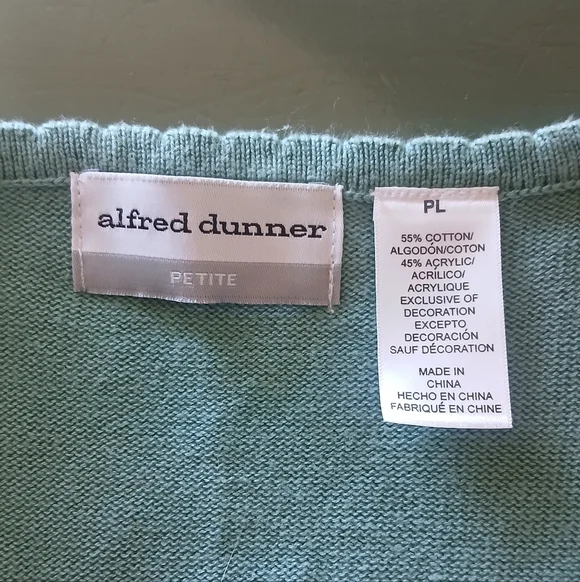 alfred dunner
PETITE
PL
55% COTTON/
ALGODÓN/COTON
45% ACRYLIC/
ACRÍLICO/
ACRYLIQUE
EXCLUSIVE OF
DECORATION
EXCEPTO
DECORACIÓN
SAUF DÉCORATION
MADE IN
CHINA
HECHO EN CHINA
FABRIQUÉ EN CHINE